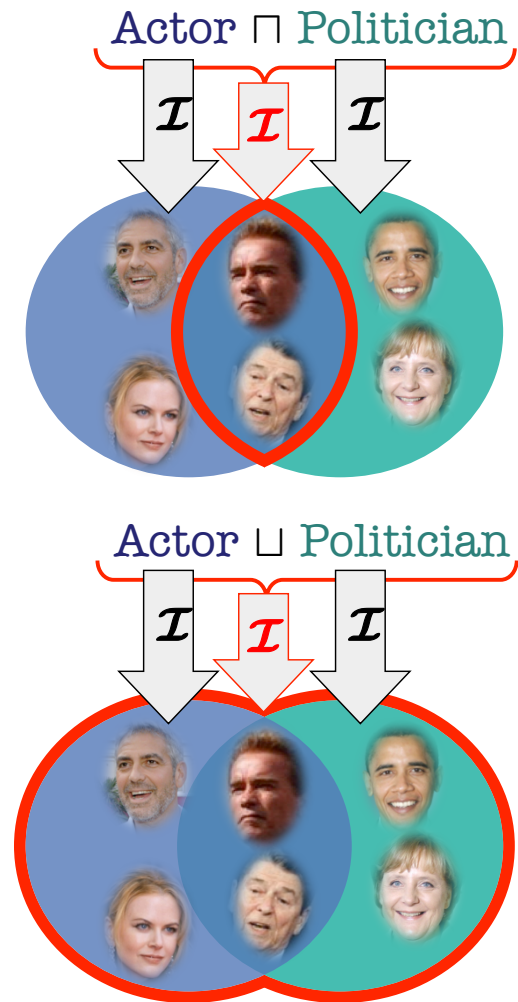 Actor ⊓ Politician
𝓘 𝓘 𝓘
Actor ⊔ Politician
𝓘 𝓘 𝓘